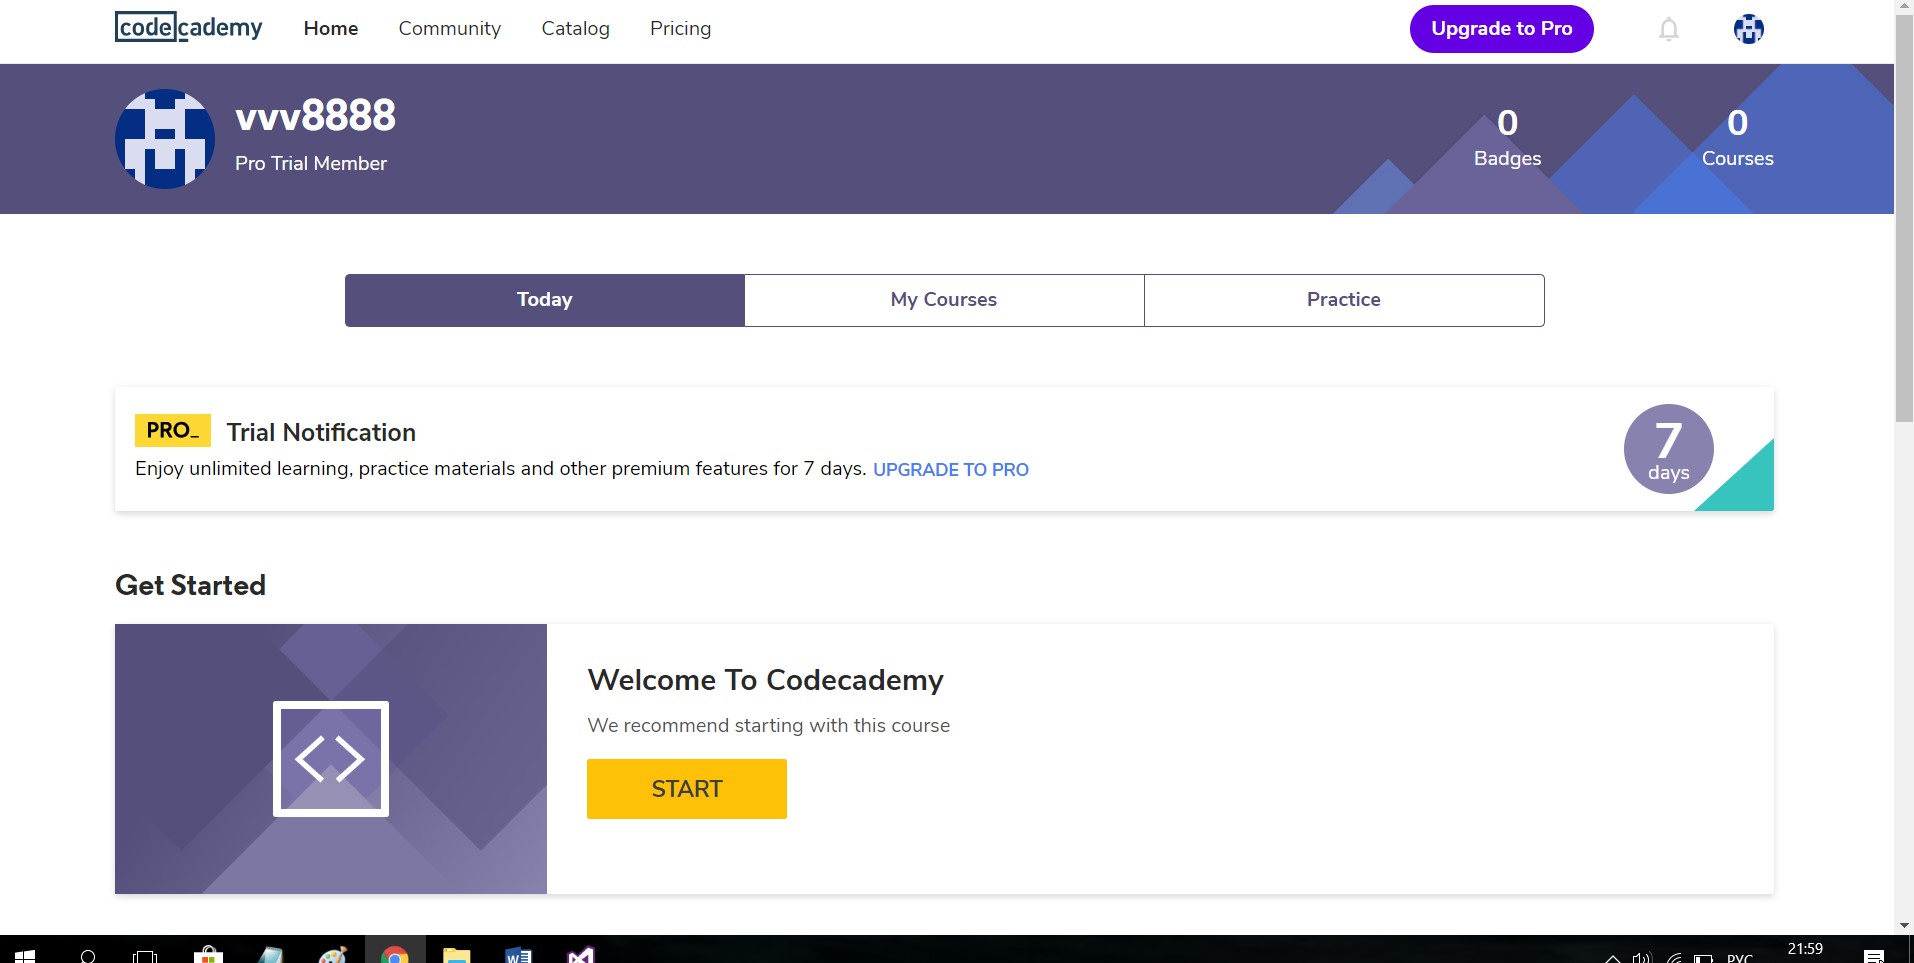 codecademy Home Community Catalog Pricing Upgrade to Pro
vvv8888
Pro Trial Member
0 0
Badges Courses
Today My Courses Practice
PRO_ Trial Notification
Enjoy unlimited learning, practice materials and other premium features for 7 days. UPGRADE TO PRO
7
days
Get Started
Welcome To Codecademy
We recommend starting with this course
START
21:59
РУС